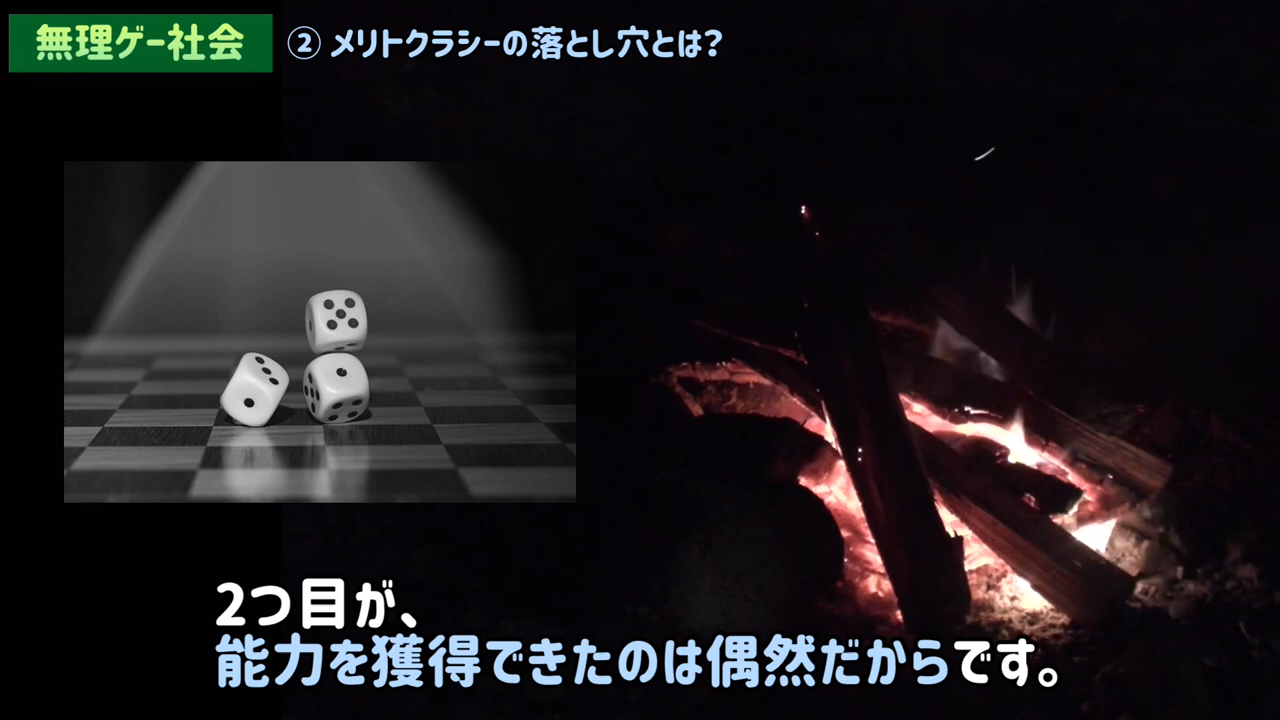 無理ゲー社会
② メリトクラシーの落とし穴とは?
2つ目が、
能力を獲得できたのは偶然だからです。